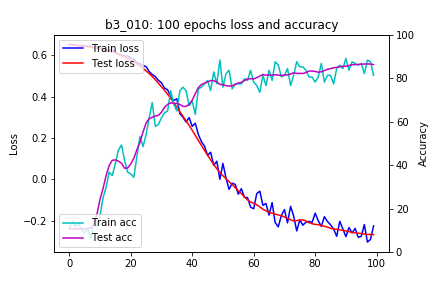 b3_010: 100 epochs loss and accuracy
Train loss
Test loss
Train acc
Test acc
Loss
Accuracy
0.6
0.4
0.2
0.0
−0.2
100
80
60
40
20
0
0 20 40 60 80 100